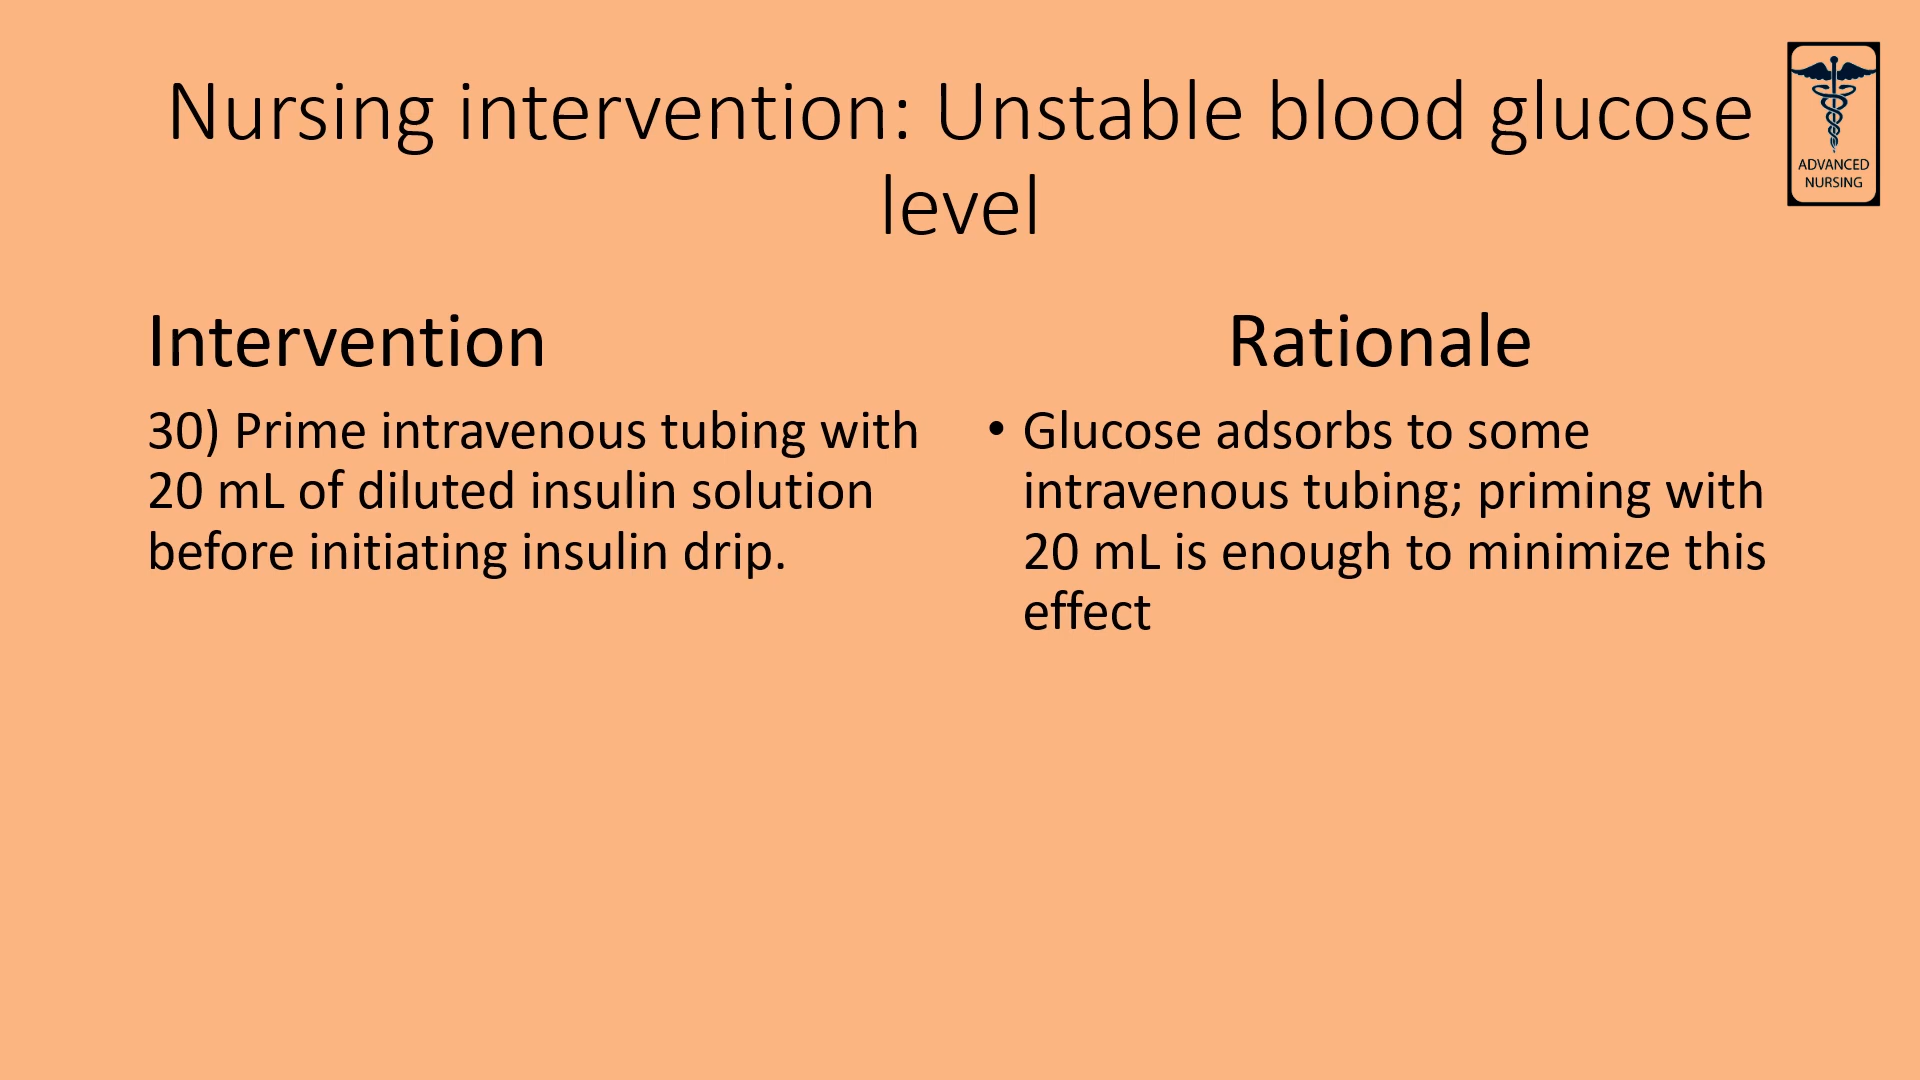 Nursing intervention: Unstable blood glucose
level
ADVANCED
NURSING
Intervention
30) Prime intravenous tubing with
20 mL of diluted insulin solution
before initiating insulin drip.
Rationale
• Glucose adsorbs to some
intravenous tubing; priming with
20 mL is enough to minimize this
effect